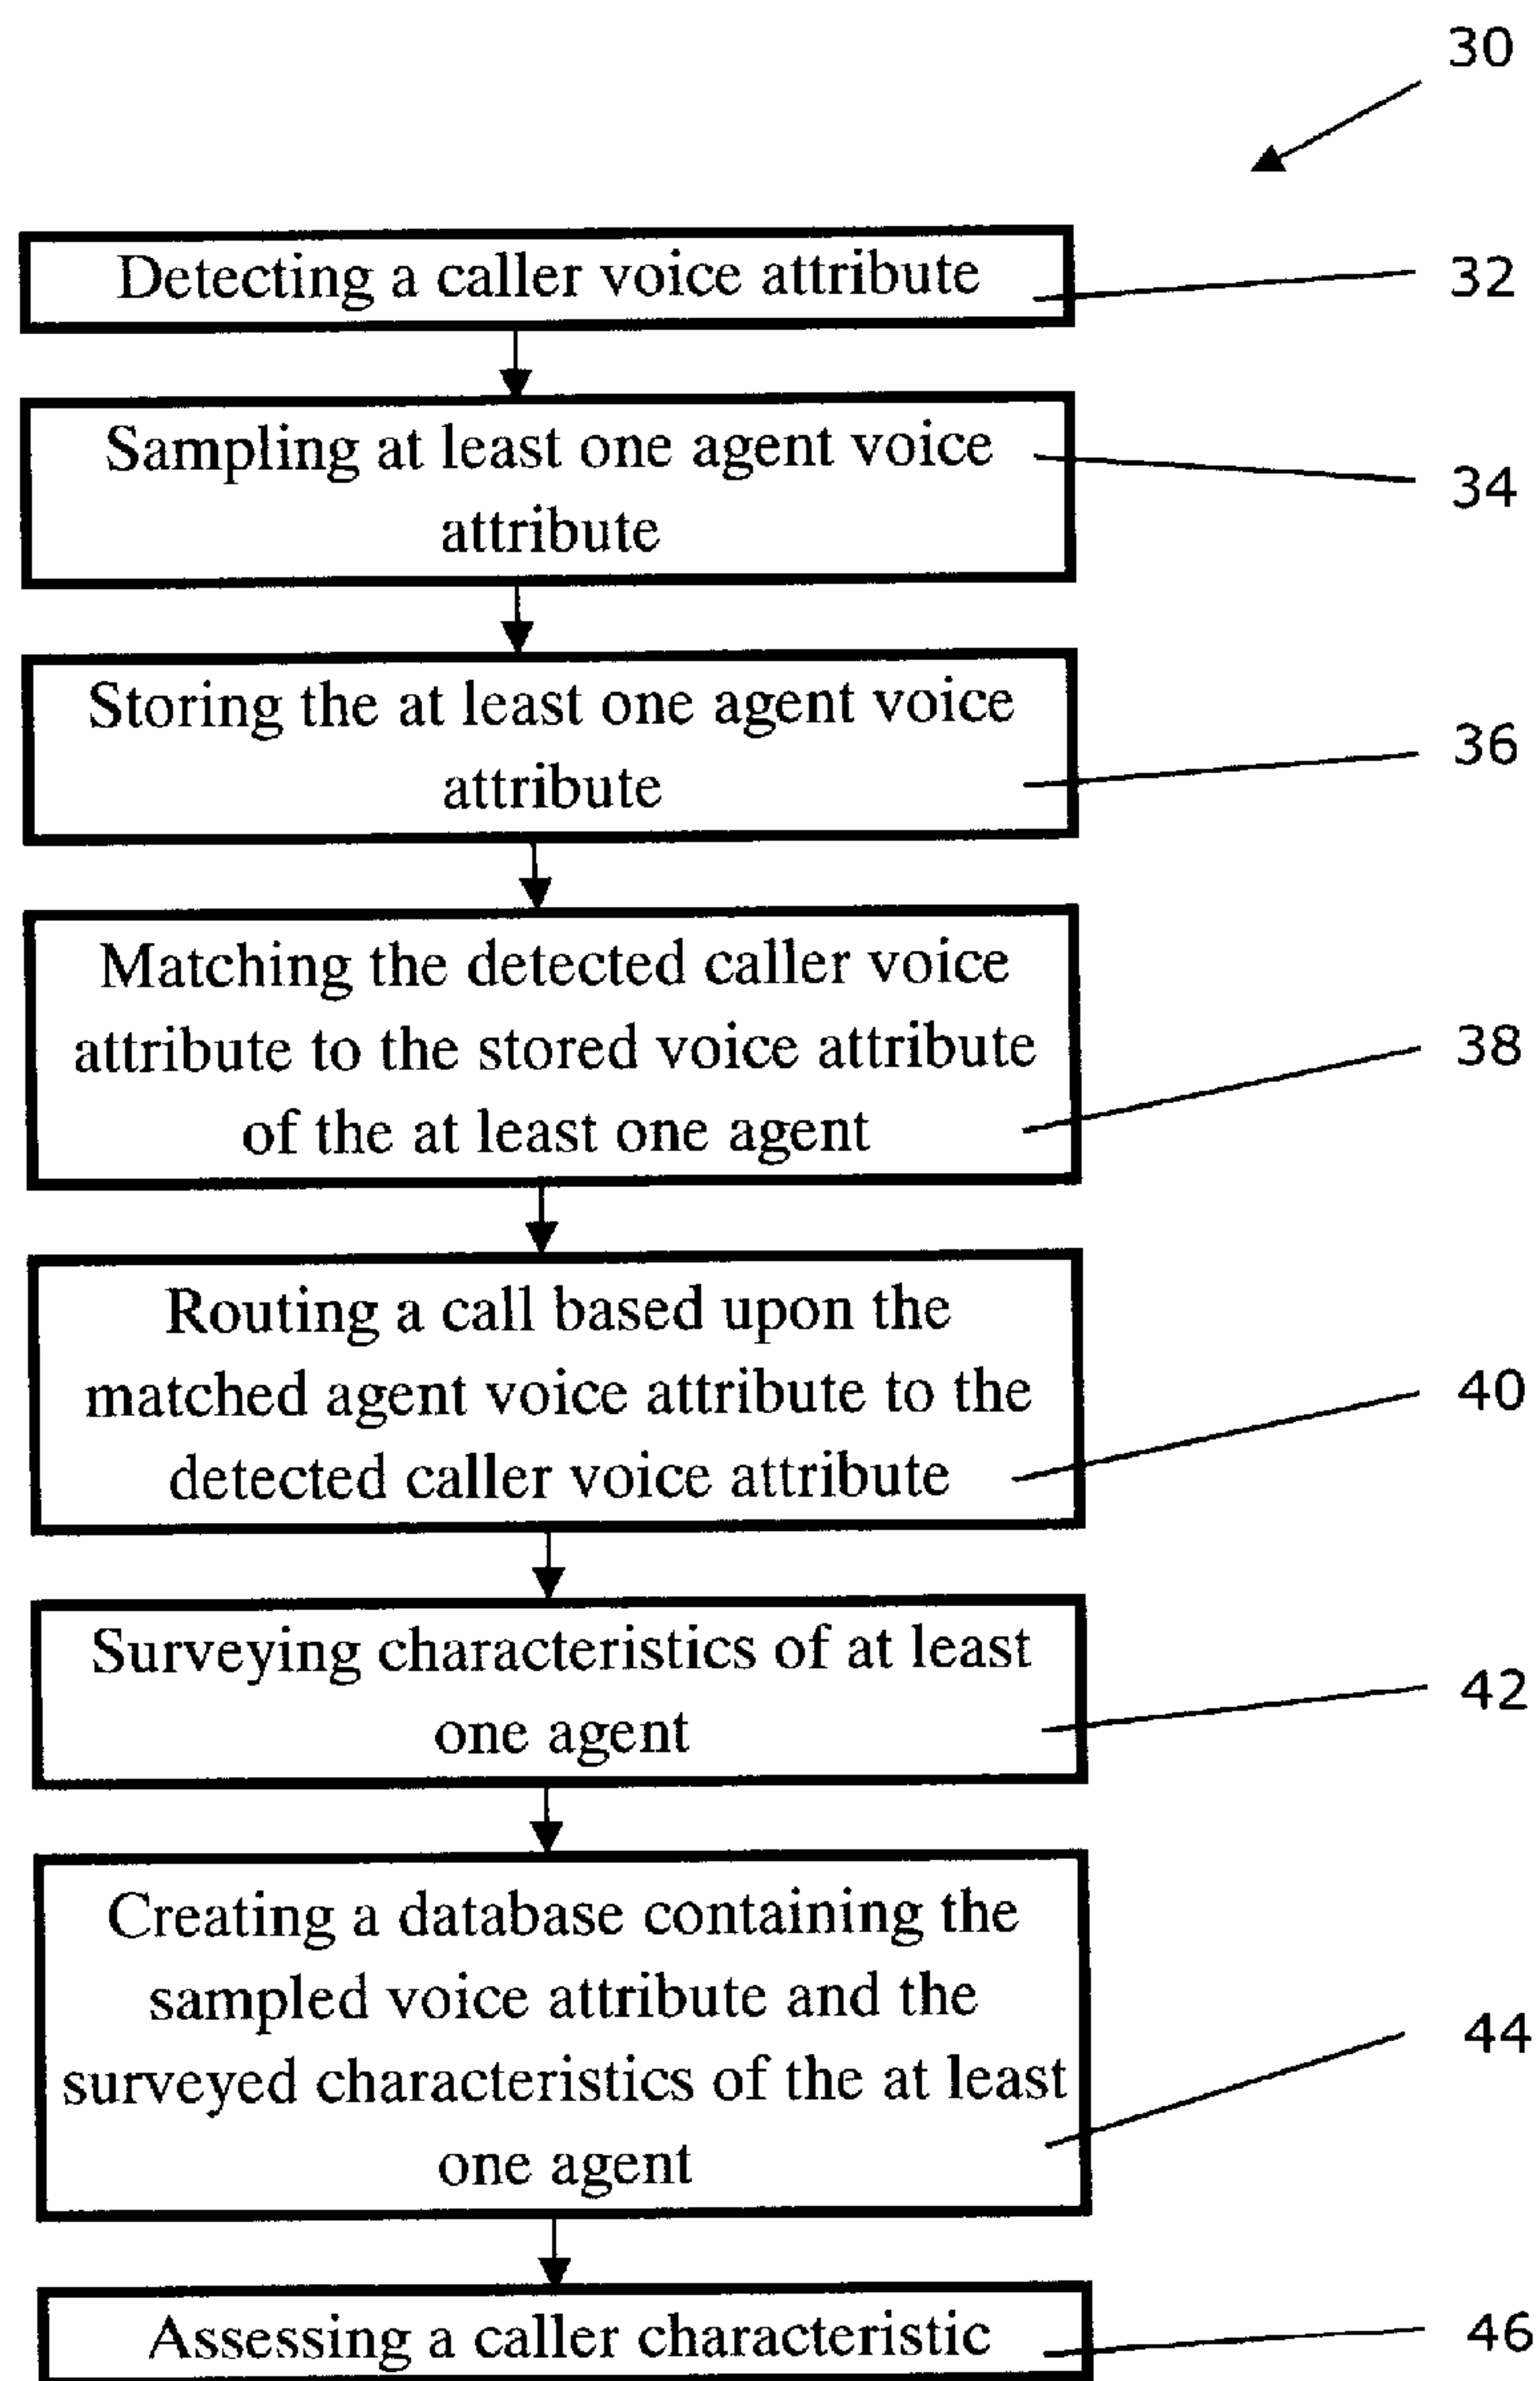 30
Detecting a caller voice attribute
32
Sampling at least one agent voice
attribute
34
Storing the at least one agent voice
attribute
36
Matching the detected caller voice
attribute to the stored voice attribute
of the at least one agent
38
Routing a call based upon the
matched agent voice attribute to the
detected caller voice attribute
40
Surveying characteristics of at least
one agent
42
Creating a database containing the
sampled voice attribute and the
surveyed characteristics of the at least
one agent
44
Assessing a caller characteristic
46